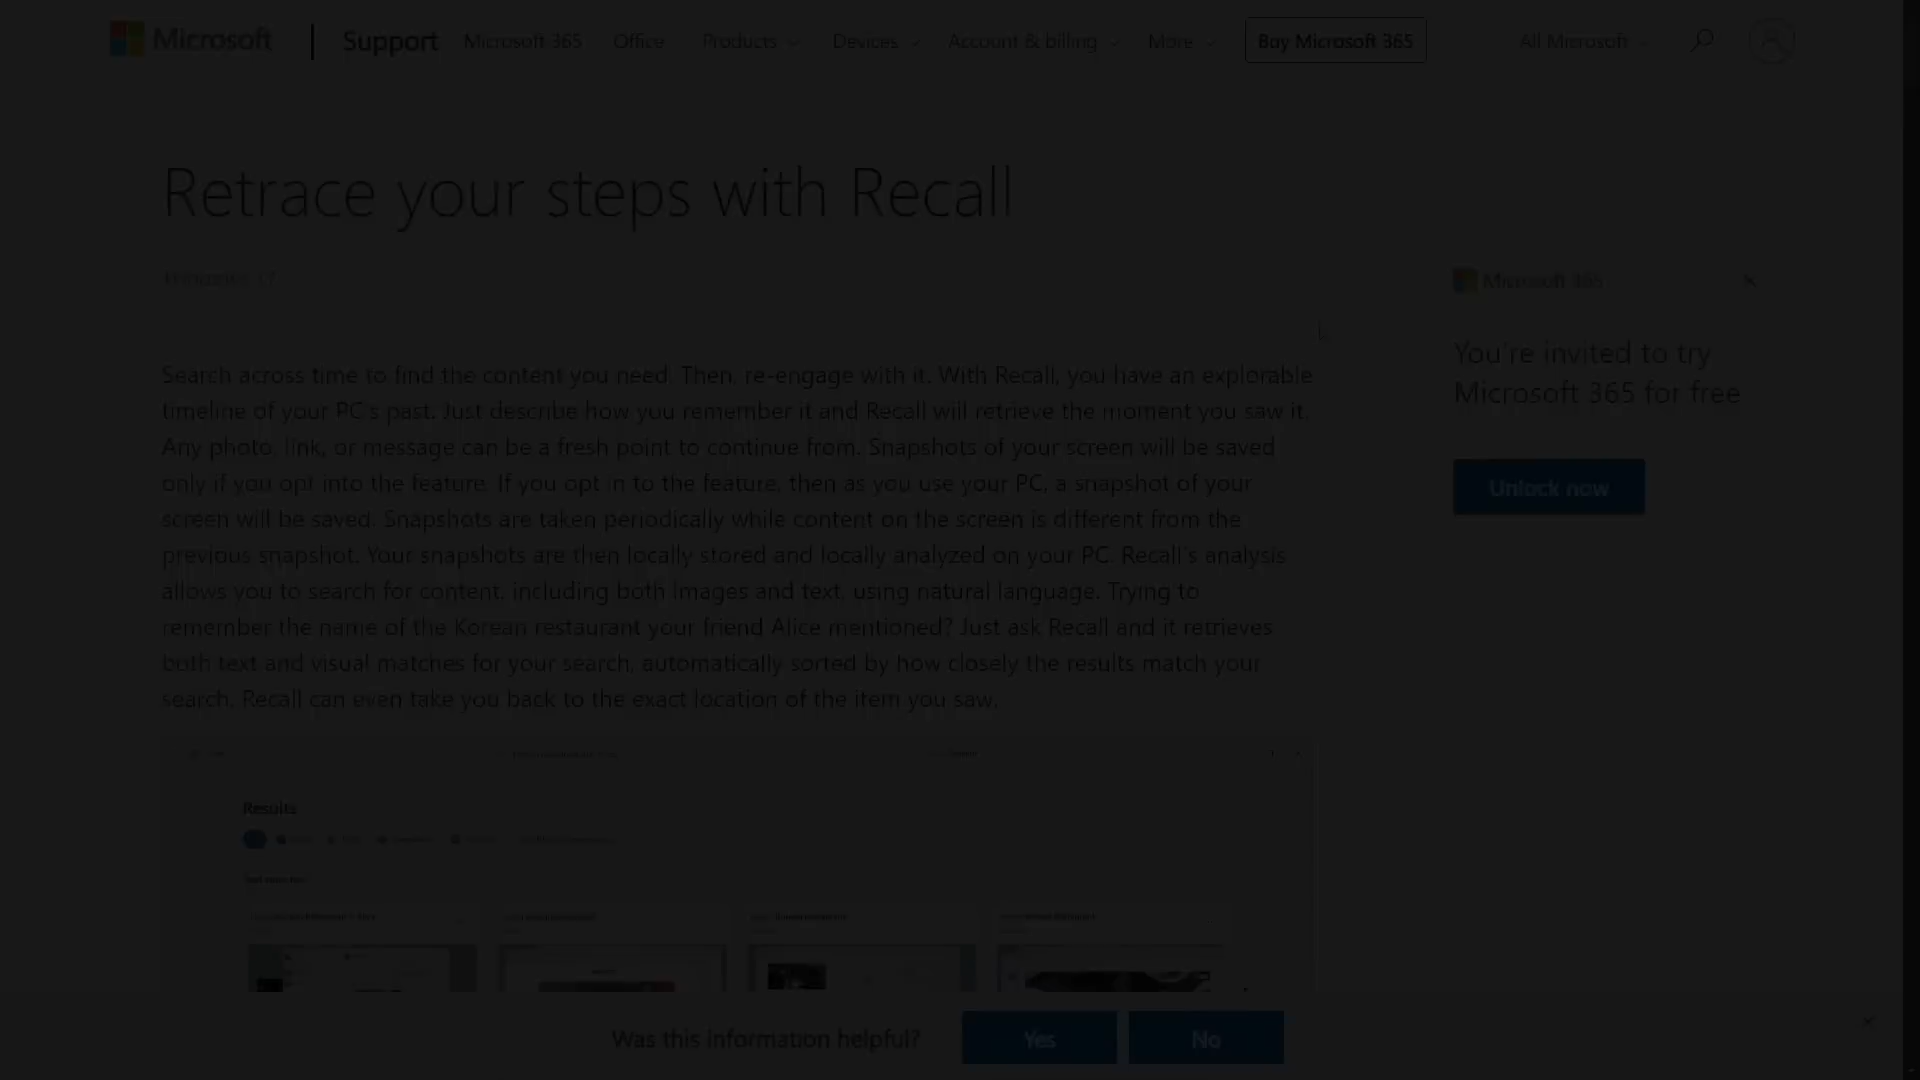 Microsoft
Support
Microsoft 365
Office
Products
Devices
Account & billing
More
Buy Microsoft 365
All Microsoft
Retrace your steps with Recall
Microsoft 365
You're invited to try
Microsoft 365 for free
Unlock now
Search across time to find the content you need. Then, re-engage with it. With Recall, you have an explorable
timeline of your PC's past. Just describe how you remember it and Recall will retrieve the moment you saw it.
Any photo, link, or message can be a fresh point to continue from. Snapshots of your screen will be saved
only if you opt into the feature. If you opt in to the feature, then as you use your PC, a snapshot of your
screen will be saved. Snapshots are taken periodically while content on the screen is different from the
previous snapshot. Your snapshots are then locally stored and locally analyzed on your PC. Recall's analysis
allows you to search for content, including both images and text, using natural language. Trying to
remember the name of the Korean restaurant your friend Alice mentioned? Just ask Recall and it retrieves
both text and visual matches for your search, automatically sorted by how closely the results match your
search. Recall can even take you back to the exact location of the item you saw.
Results
Was this information helpful?
Yes
No